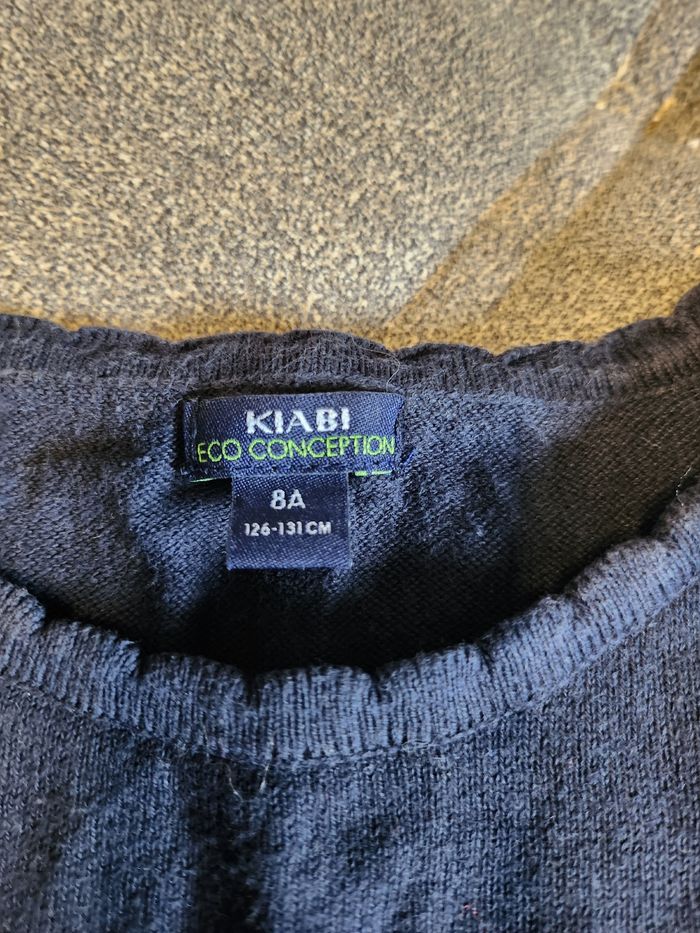 KIABI
ECO CONCEPTION
8A
126-131 CM